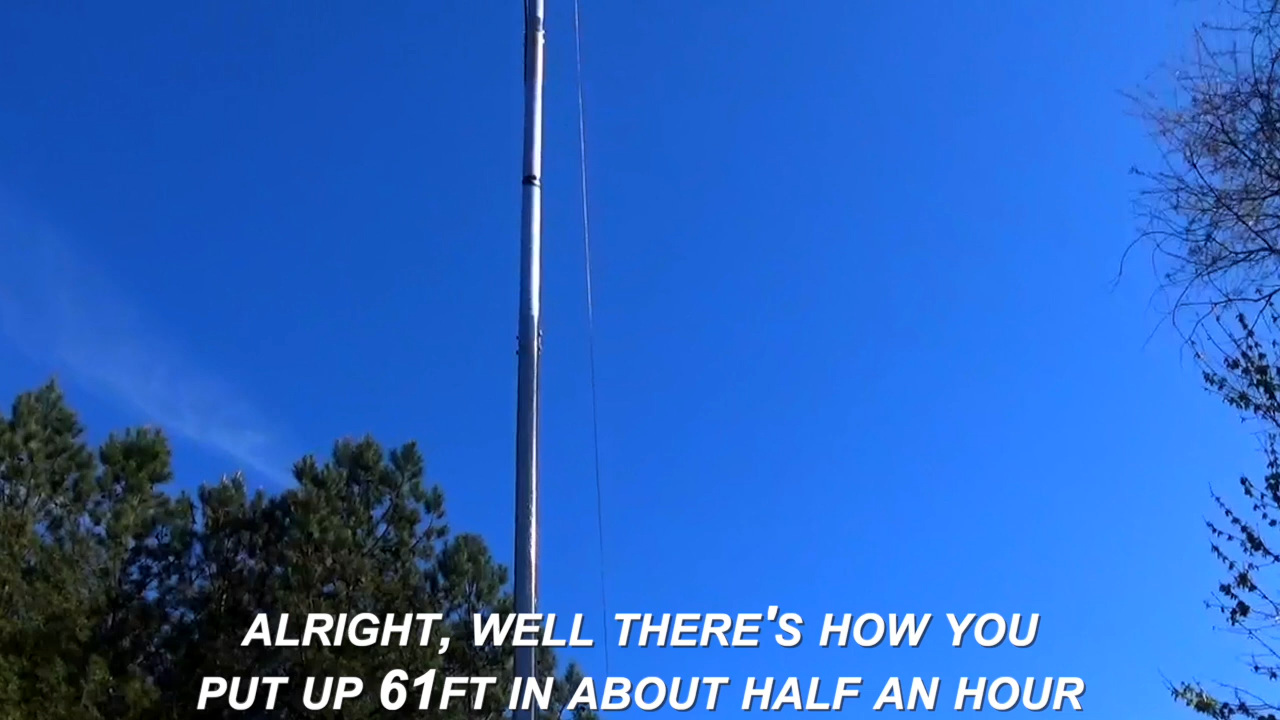 ALRIGHT, WELL THERE'S HOW YOU
PUT UP 61FT IN ABOUT HALF AN HOUR